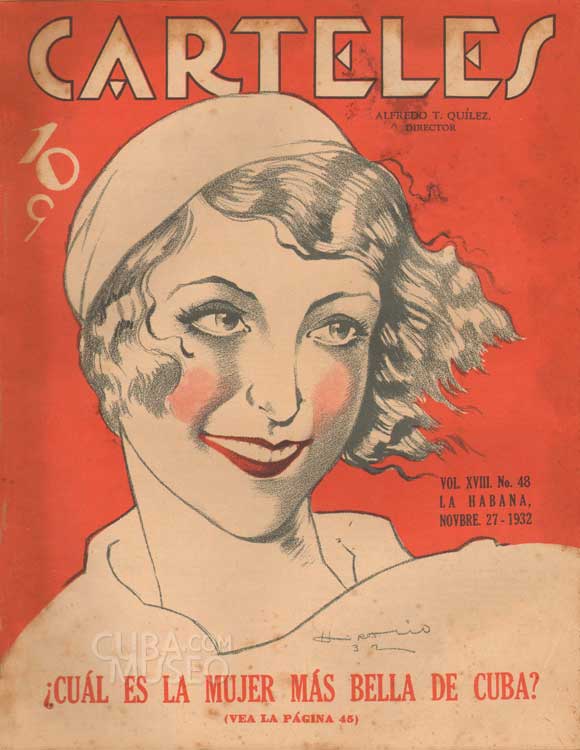 CARTELES
ALFREDO T. QUÍLEZ,
DIRECTOR
10¢
VOL. XVIII. No. 48
LA HABANA,
NOVBRE. 27-1932
32
CUBA.COM
MUSEO
¿CUÁL ES LA MUJER MÁS BELLA DE CUBA?
(VEA LA PÁGINA 45)